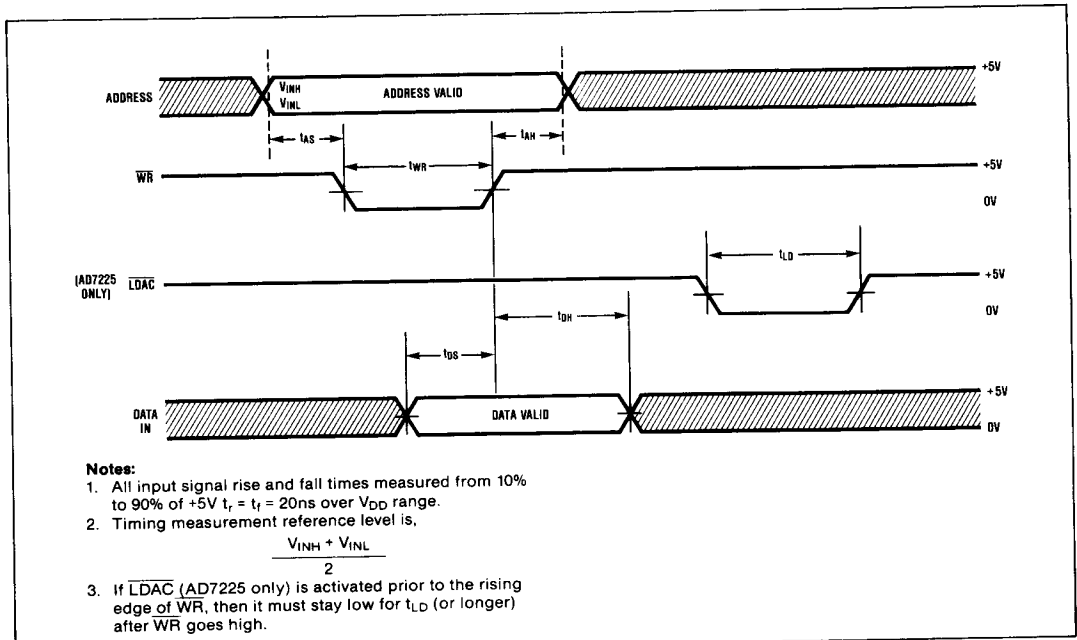 +5V
ADDRESS
VINH
VINL
ADDRESS VALID
tAS
tAH
tWR
WR
+5V
0V
(AD7225
ONLY)
LDAC
tLD
+5V
0V
tDH
tDS
DATA
IN
DATA VALID
+5V
0V
Notes:
1. All input signal rise and fall times measured from 10%
to 90% of +5V tr = tf = 20ns over VDD range.
2. Timing measurement reference level is,
VINH + VINL
2
3. If LDAC (AD7225 only) is activated prior to the rising
edge of WR, then it must stay low for tLD (or longer)
after WR goes high.